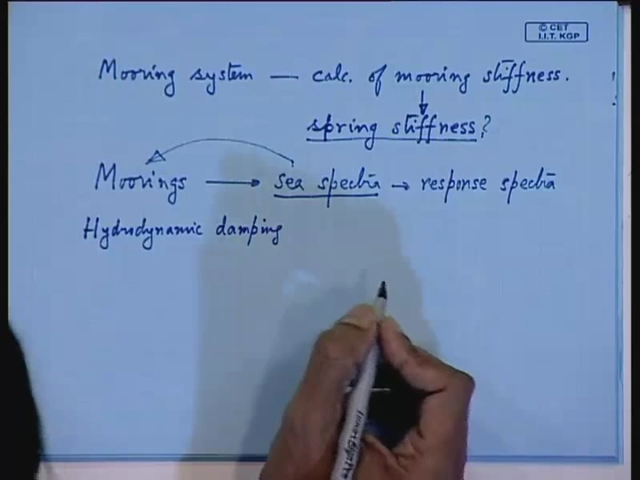 © CET
I.I.T. KGP
Mooring system — calc. of mooring stiffness.
spring stiffness?
Moorings → sea spectra → response spectra
Hydrodynamic damping